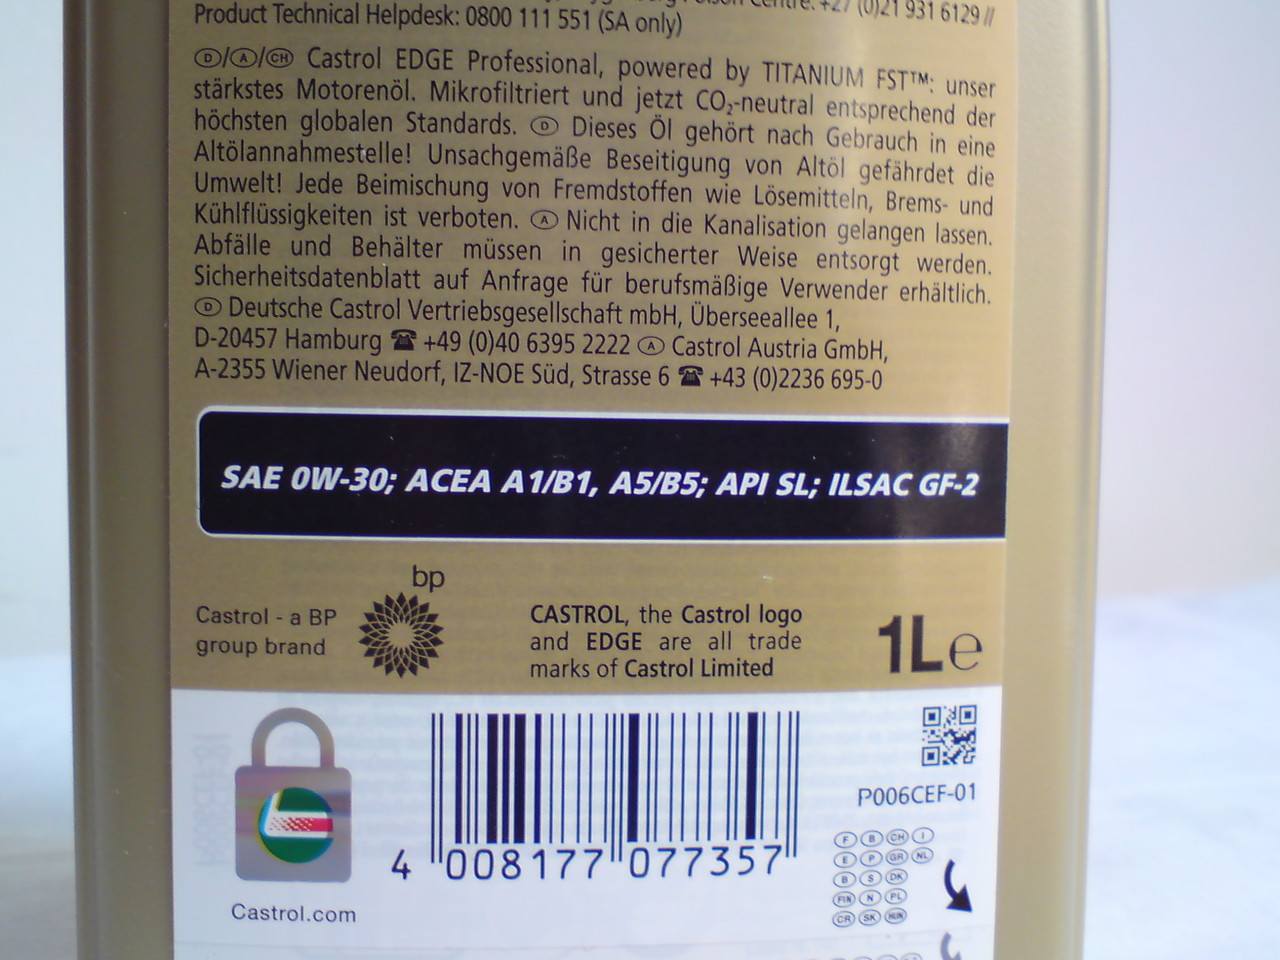 Centre: +27 (0)21 931 6129 //
Product Technical Helpdesk: 0800 111 551 (SA only)
D/A/CH Castrol EDGE Professional, powered by TITANIUM FST™: unser
stärkstes Motorenöl. Mikrofiltriert und jetzt CO₂-neutral entsprechend der
höchsten globalen Standards. D Dieses Öl gehört nach Gebrauch in eine
Altölannahmestelle! Unsachgemäße Beseitigung von Altöl gefährdet die
Umwelt! Jede Beimischung von Fremdstoffen wie Lösemitteln, Brems- und
Kühlflüssigkeiten ist verboten. A Nicht in die Kanalisation gelangen lassen.
Abfälle und Behälter müssen in gesicherter Weise entsorgt werden.
Sicherheitsdatenblatt auf Anfrage für berufsmäßige Verwender erhältlich.
D Deutsche Castrol Vertriebsgesellschaft mbH, Überseeallee 1,
D-20457 Hamburg ☎ +49 (0)40 6395 2222 A Castrol Austria GmbH,
A-2355 Wiener Neudorf, IZ-NOE Süd, Strasse 6 ☎ +43 (0)2236 695-0
SAE 0W-30; ACEA A1/B1, A5/B5; API SL; ILSAC GF-2
bp
Castrol - a BP
group brand
CASTROL, the Castrol logo
and EDGE are all trade
marks of Castrol Limited
1L e
P006CEF-01
F B CH I
E P GR NL
B S DK
FIN N PL
CR SK HUN
4 008177 077357
Castrol.com